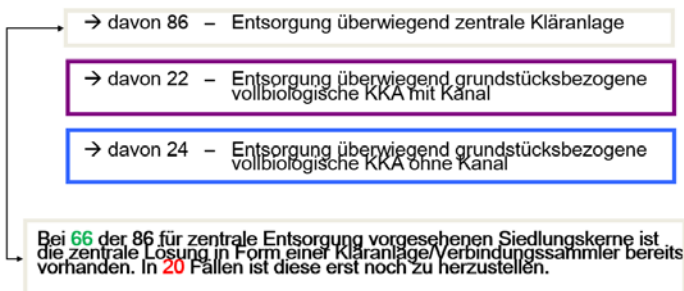 → davon 86 – Entsorgung überwiegend zentrale Kläranlage
→ davon 22 – Entsorgung überwiegend grundstücksbezogene
vollbiologische KKA mit Kanal
→ davon 24 – Entsorgung überwiegend grundstücksbezogene
vollbiologische KKA ohne Kanal
Bei 66 der 86 für zentrale Entsorgung vorgesehenen Siedlungskerne ist
die zentrale Lösung in Form einer Kläranlage/Verbindungssammler bereits
vorhanden. In 20 Fällen ist diese erst noch zu herzustellen.